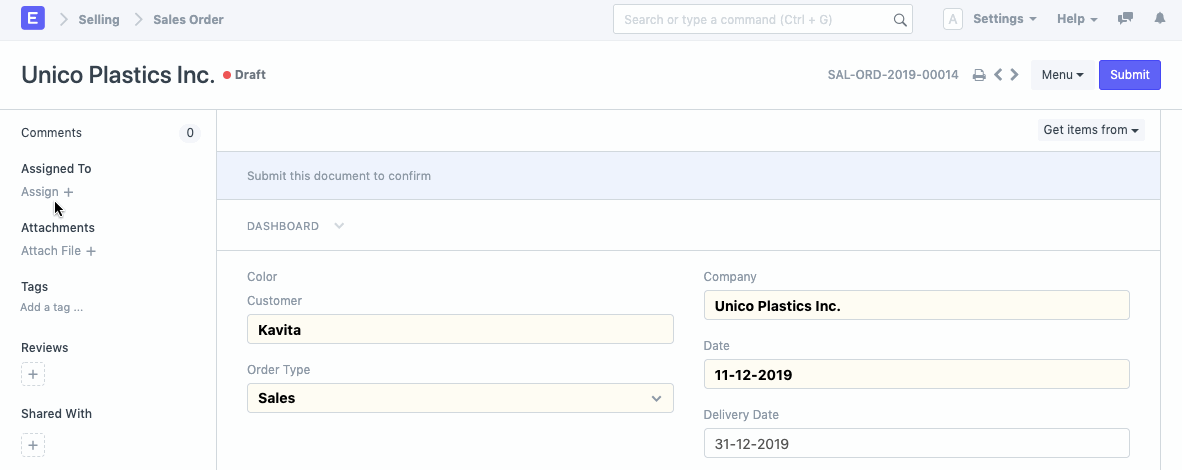 E Selling Sales Order Search or type a command (Ctrl + G) A Settings Help
Unico Plastics Inc. Draft SAL-ORD-2019-00014 Menu Submit
Comments 0
Assigned To
Assign +
Attachments
Attach File +
Tags
Add a tag ...
Reviews
+
Shared With
+
Get items from
Submit this document to confirm
DASHBOARD
Color
Customer
Kavita
Order Type
Sales
Company
Unico Plastics Inc.
Date
11-12-2019
Delivery Date
31-12-2019